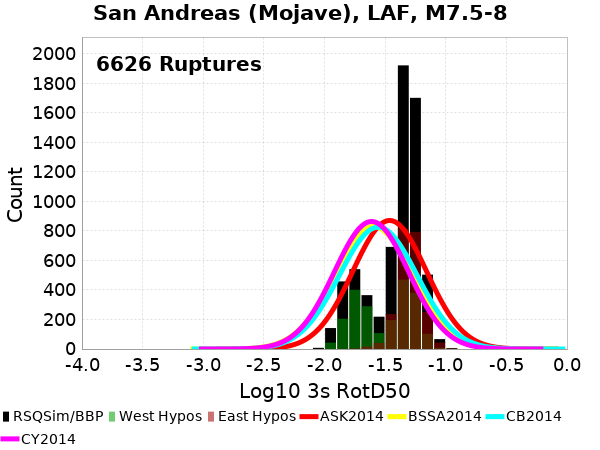 San Andreas (Mojave), LAF, M7.5-8
6626 Ruptures
Count
2000
1800
1600
1400
1200
1000
800
600
400
200
0
-4.0 -3.5 -3.0 -2.5 -2.0 -1.5 -1.0 -0.5 0.0
Log10 3s RotD50
RSQSim/BBP West Hypos East Hypos ASK2014 BSSA2014 CB2014
CY2014